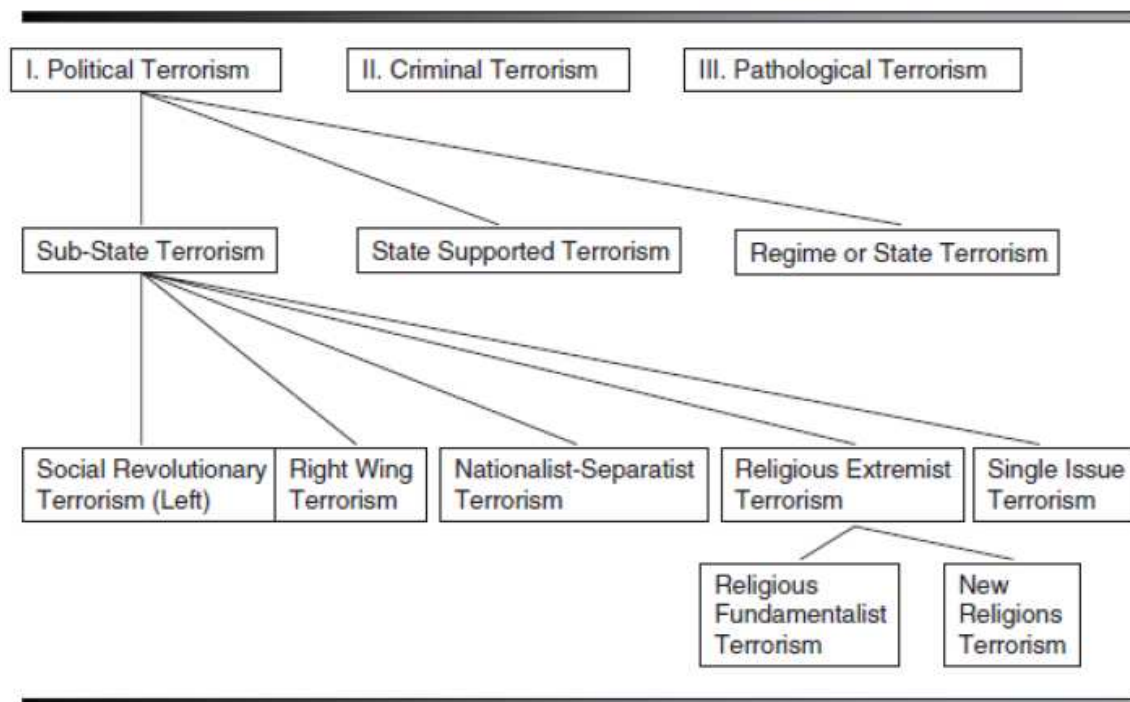 I. Political Terrorism
II. Criminal Terrorism
III. Pathological Terrorism
Sub-State Terrorism
State Supported Terrorism
Regime or State Terrorism
Social Revolutionary
Terrorism (Left)
Right Wing
Terrorism
Nationalist-Separatist
Terrorism
Religious Extremist
Terrorism
Single Issue
Terrorism
Religious
Fundamentalist
Terrorism
New
Religions
Terrorism